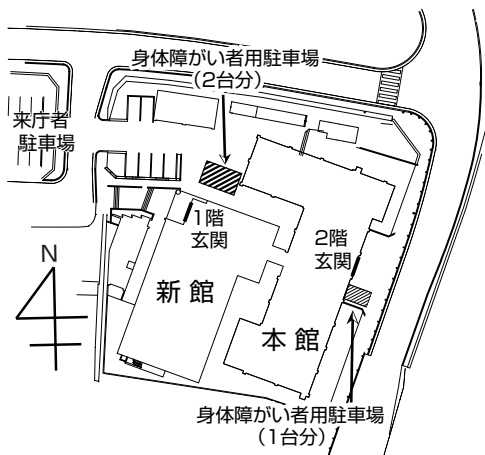 身体障がい者用駐車場
（2台分）
来庁者
駐車場
1階
玄関
2階
玄関
N
新館
本館
身体障がい者用駐車場
（1台分）